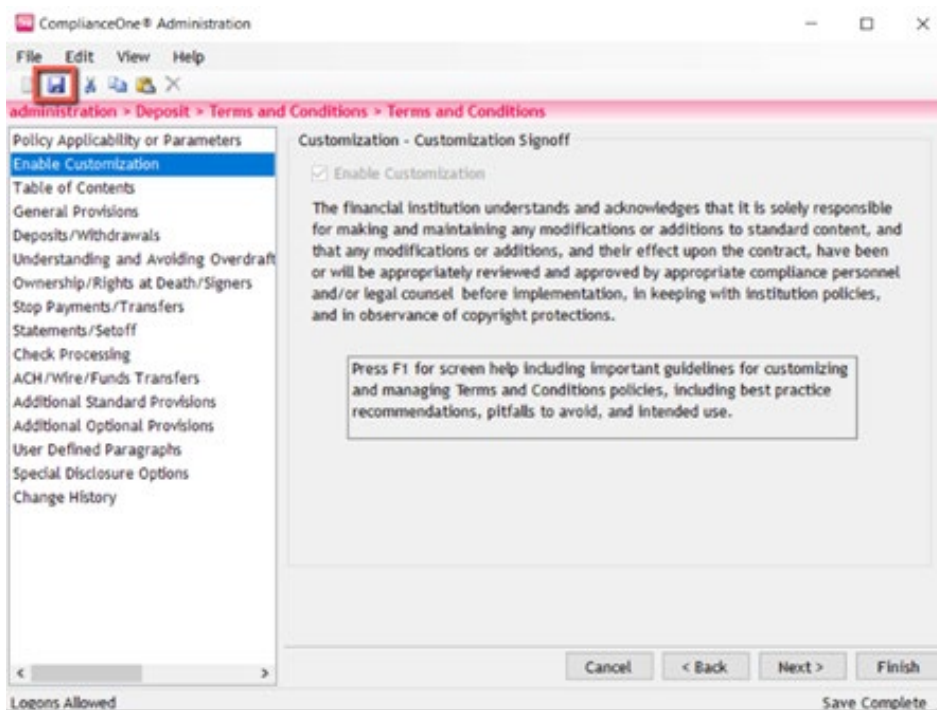 ComplianceOne® Administration
File Edit View Help
administration > Deposit > Terms and Conditions > Terms and Conditions
Policy Applicability or Parameters
Enable Customization
Table of Contents
General Provisions
Deposits/Withdrawals
Understanding and Avoiding Overdraft
Ownership/Rights at Death/Signers
Stop Payments/Transfers
Statements/Setoff
Check Processing
ACH/Wire/Funds Transfers
Additional Standard Provisions
Additional Optional Provisions
User Defined Paragraphs
Special Disclosure Options
Change History
Customization - Customization Signoff
Enable Customization
The financial institution understands and acknowledges that it is solely responsible
for making and maintaining any modifications or additions to standard content, and
that any modifications or additions, and their effect upon the contract, have been
or will be appropriately reviewed and approved by appropriate compliance personnel
and/or legal counsel before implementation, in keeping with institution policies,
and in observance of copyright protections.
Press F1 for screen help including important guidelines for customizing
and managing Terms and Conditions policies, including best practice
recommendations, pitfalls to avoid, and intended use.
Cancel < Back Next > Finish
Logons Allowed Save Complete